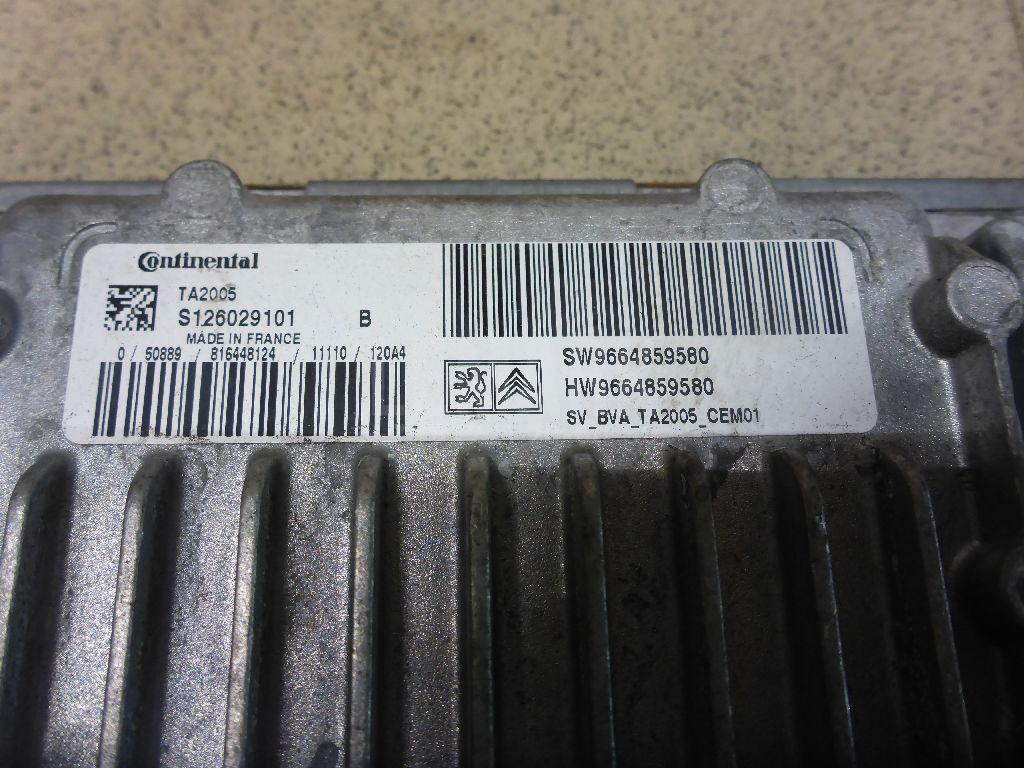 Continental
TA2005
S126029101 B
MADE IN FRANCE
0 / 50889 / 816448124 / 11110 / 120A4
SW9664859580
HW9664859580
SV_BVA_TA2005_CEM01